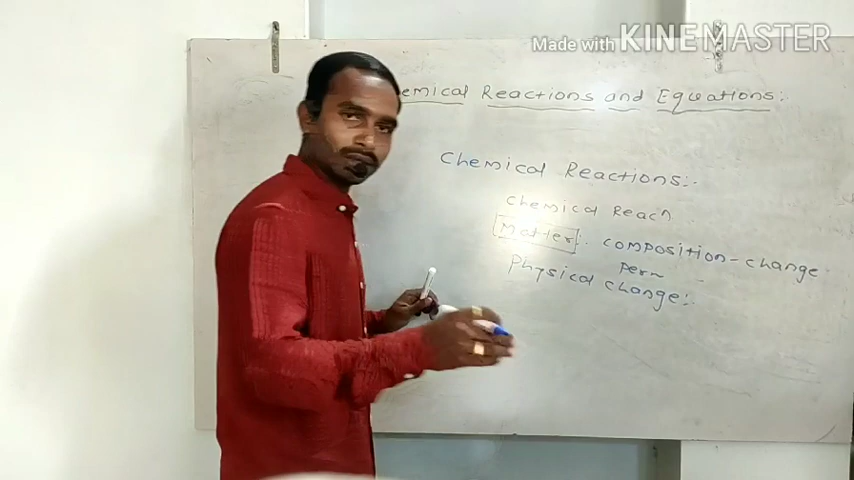 Made with KINEMASTER
emical Reactions and Equations:-
Chemical Reactions:-
Chemical Reacn
Matter : composition-change
perm
Physical change:-